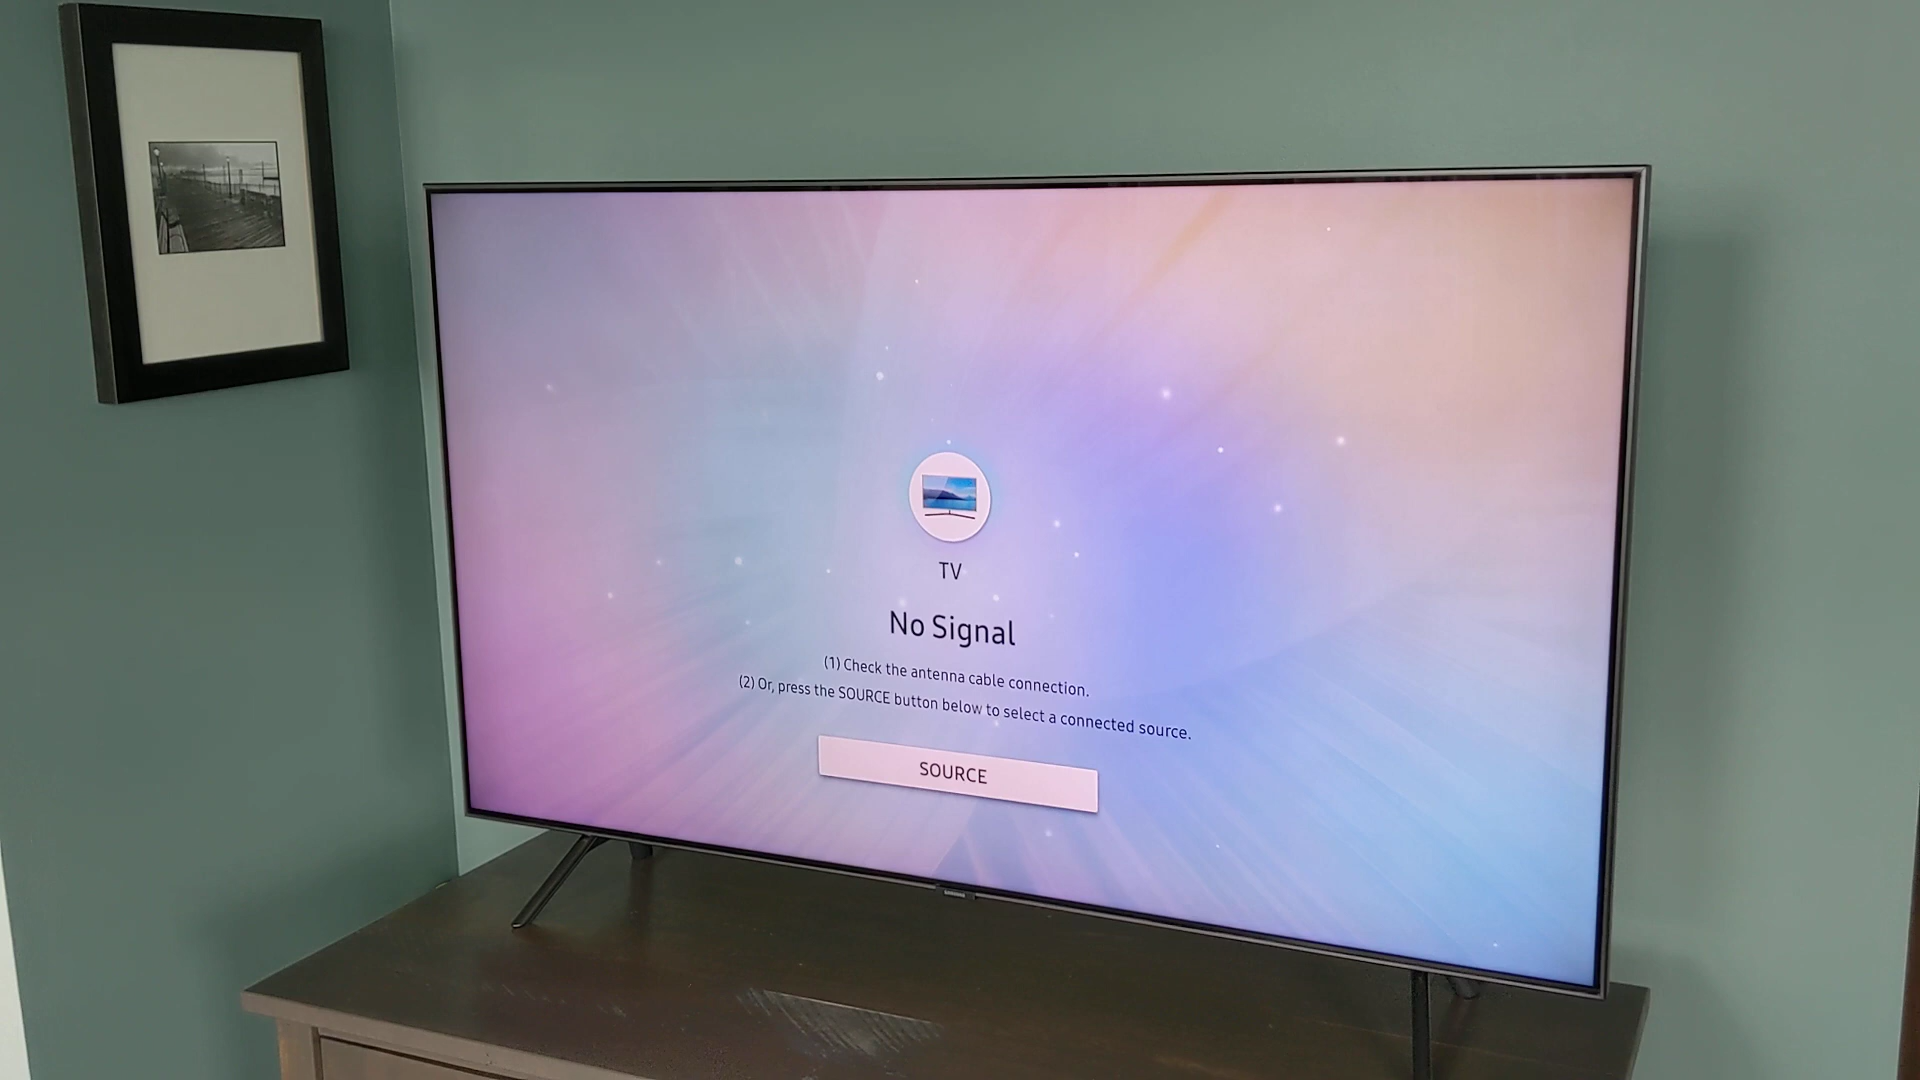 TV
No Signal
(1) Check the antenna cable connection.
(2) Or, press the SOURCE button below to select a connected source.
SOURCE
SAMSUNG